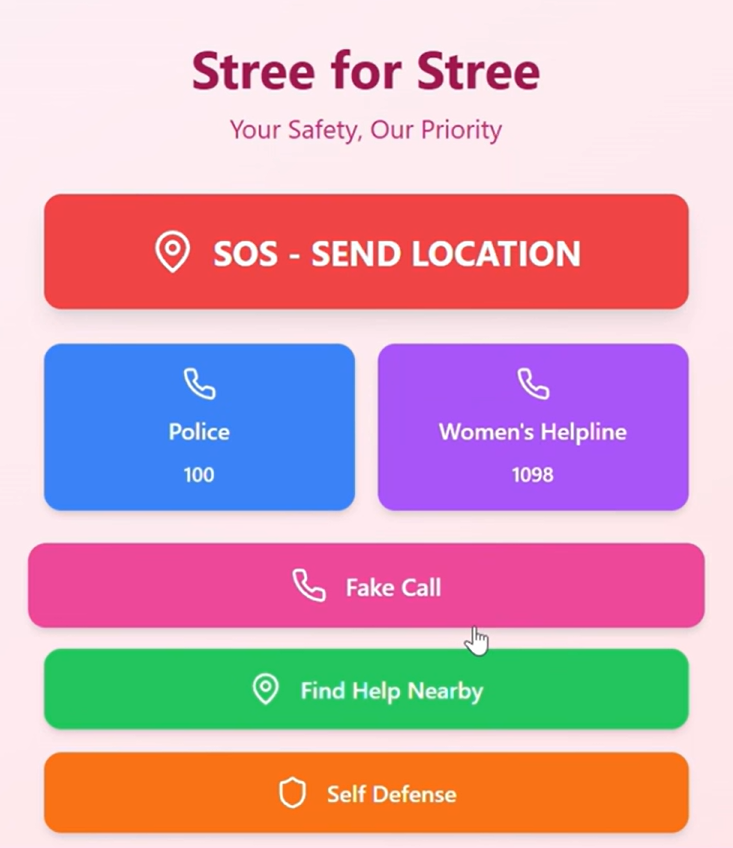 Stree for Stree
Your Safety, Our Priority
SOS - SEND LOCATION
Police
100
Women's Helpline
1098
Fake Call
Find Help Nearby
Self Defense